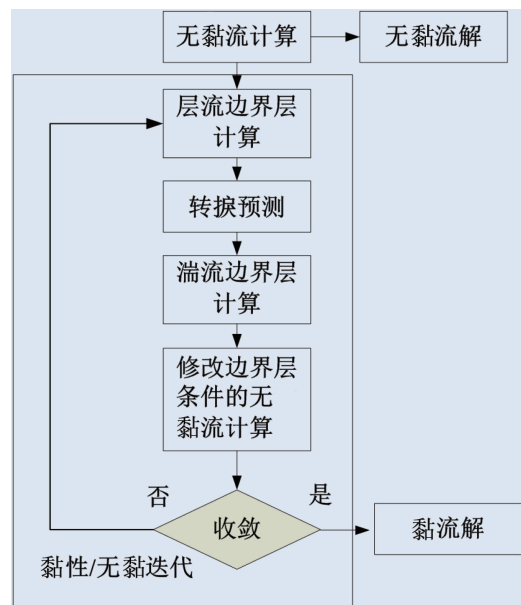 无黏流计算
无黏流解
层流边界层
计算
转捩预测
湍流边界层
计算
修改边界层
条件的无
黏流计算
否
是
收敛
黏流解
黏性/无黏迭代